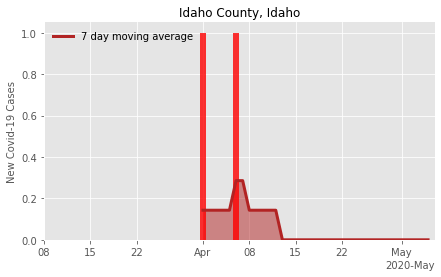 Idaho County, Idaho
7 day moving average
New Covid-19 Cases
1.0
0.8
0.6
0.4
0.2
0.0
08 15 22 Apr 08 15 22 May
2020-May